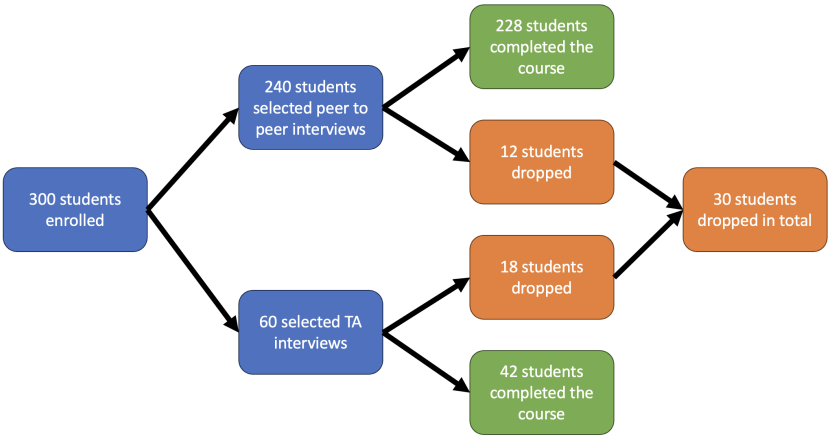 300 students
enrolled
240 students
selected peer to
peer interviews
60 selected TA
interviews
228 students
completed the
course
12 students
dropped
18 students
dropped
42 students
completed the
course
30 students
dropped in total